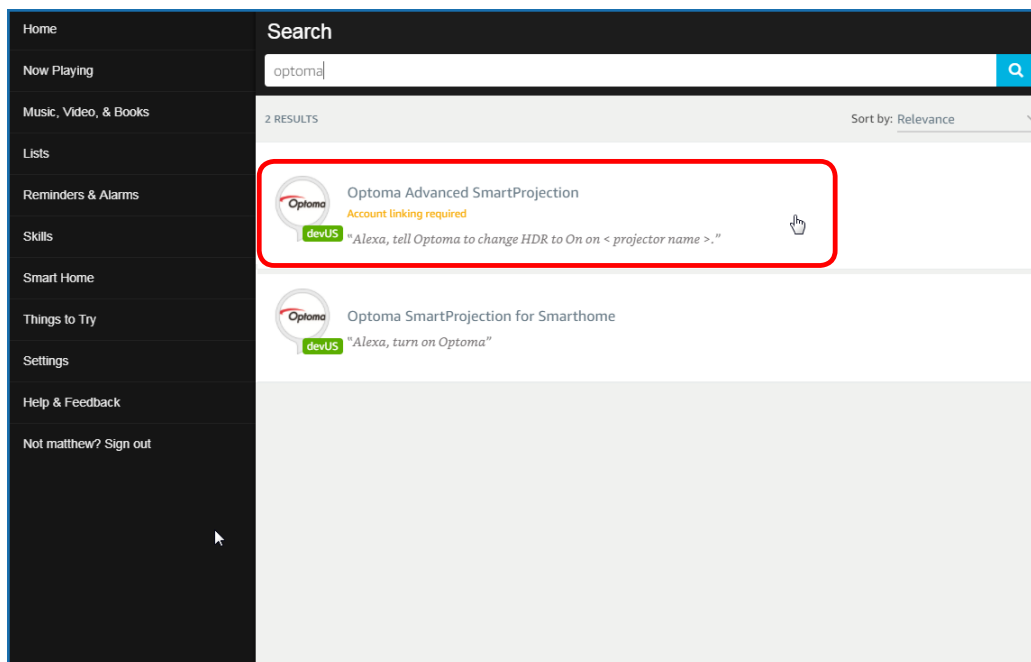 Home
Now Playing
Music, Video, & Books
Lists
Reminders & Alarms
Skills
Smart Home
Things to Try
Settings
Help & Feedback
Not matthew? Sign out
Search
optoma
2 RESULTS
Sort by: Relevance
Optoma
devUS
Optoma Advanced SmartProjection
Account linking required
"Alexa, tell Optoma to change HDR to On on < projector name >."
Optoma
devUS
Optoma SmartProjection for Smarthome
"Alexa, turn on Optoma"